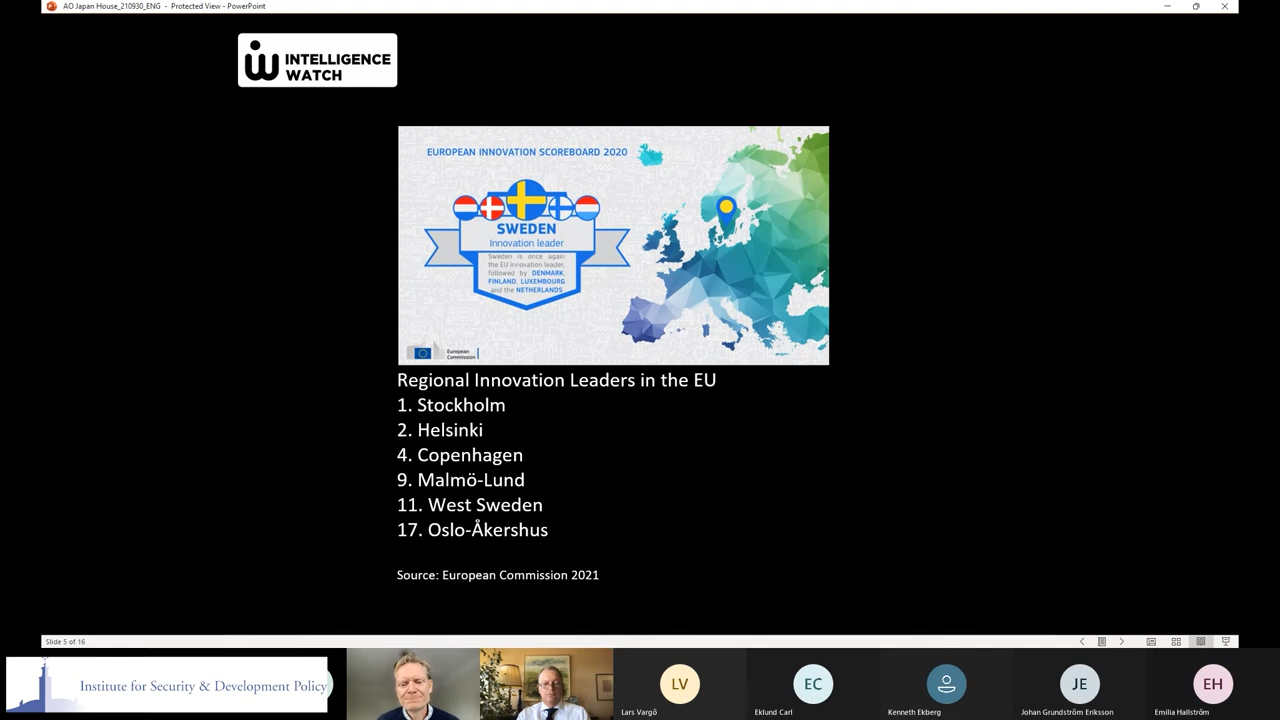 AO Japan House_210930_ENG - Protected View - PowerPoint
INTELLIGENCE
WATCH
EUROPEAN INNOVATION SCOREBOARD 2020
SWEDEN
Innovation leader
Sweden is once again
the EU innovation leader,
followed by DENMARK,
FINLAND, LUXEMBOURG
and the NETHERLANDS
European
Commission
Regional Innovation Leaders in the EU
1. Stockholm
2. Helsinki
4. Copenhagen
9. Malmö-Lund
11. West Sweden
17. Oslo-Åkershus
Source: European Commission 2021
Slide 5 of 16
Institute for Security & Development Policy
LV
Lars Vargö
EC
Eklund Carl
Kenneth Ekberg
JE
Johan Grundström Eriksson
EH
Emilia Hallström